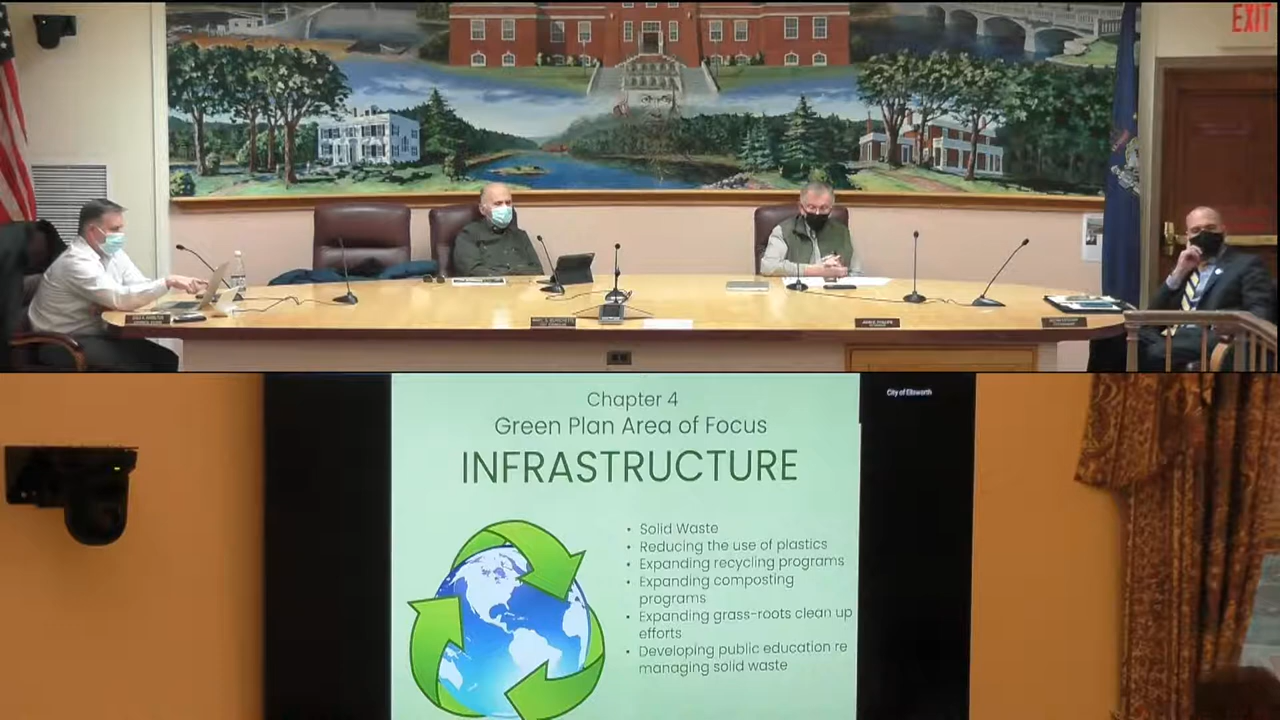 EXIT
Chapter 4
City of Ellsworth
Green Plan Area of Focus
INFRASTRUCTURE
• Solid Waste
• Reducing the use of plastics
• Expanding recycling programs
• Expanding composting
programs
• Expanding grass-roots clean up
efforts
• Developing public education re
managing solid waste